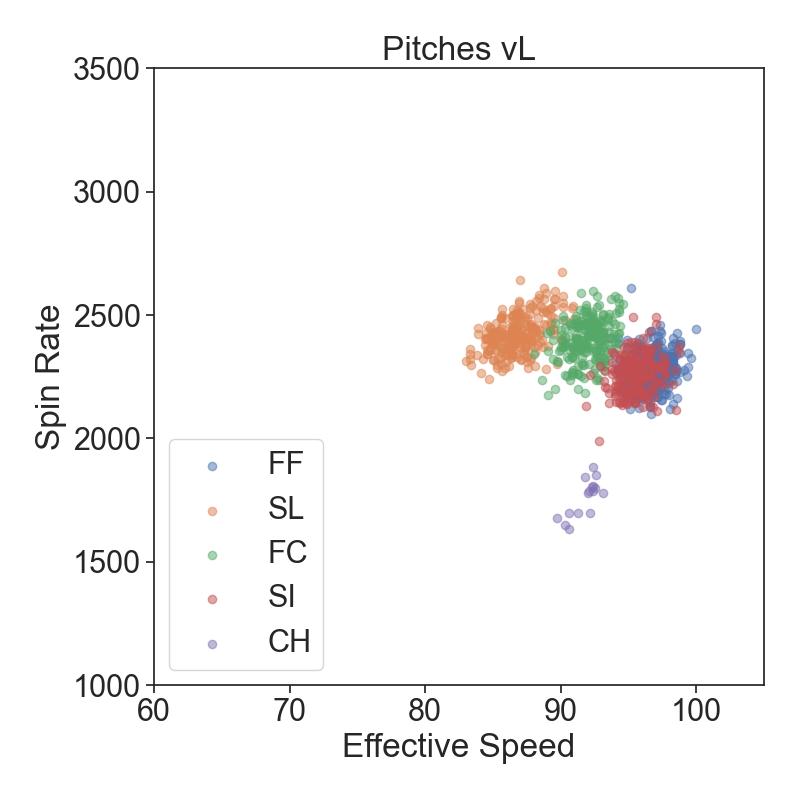 Pitches vL
3500
3000
2500
2000
1500
1000
Spin Rate
FF
SL
FC
SI
CH
60 70 80 90 100
Effective Speed